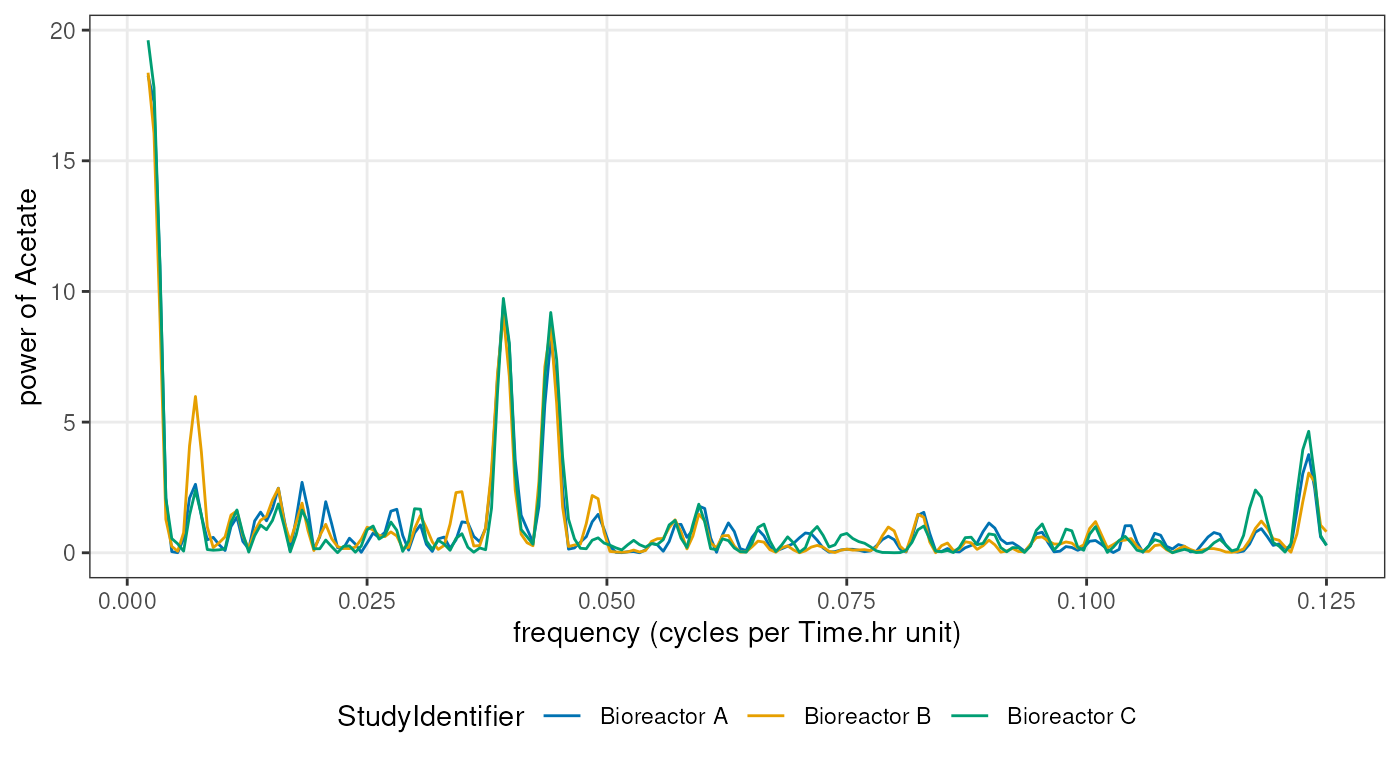 20
15
10
5
0
power of Acetate
0.000 0.025 0.050 0.075 0.100 0.125
frequency (cycles per Time.hr unit)
StudyIdentifier Bioreactor A Bioreactor B Bioreactor C